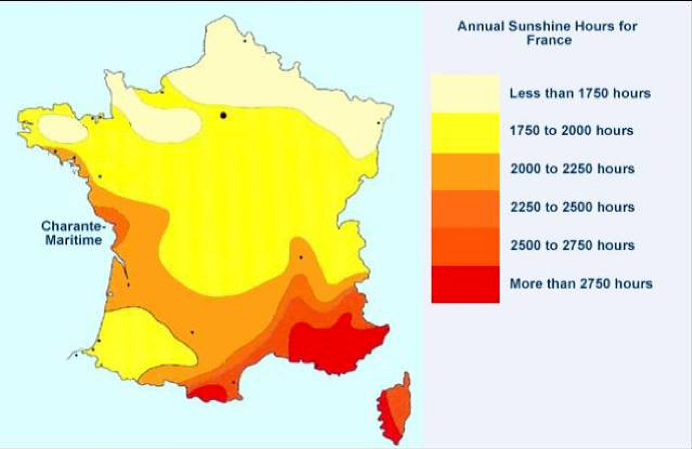 Annual Sunshine Hours for
France
Less than 1750 hours
1750 to 2000 hours
2000 to 2250 hours
2250 to 2500 hours
2500 to 2750 hours
More than 2750 hours
Charante-
Maritime